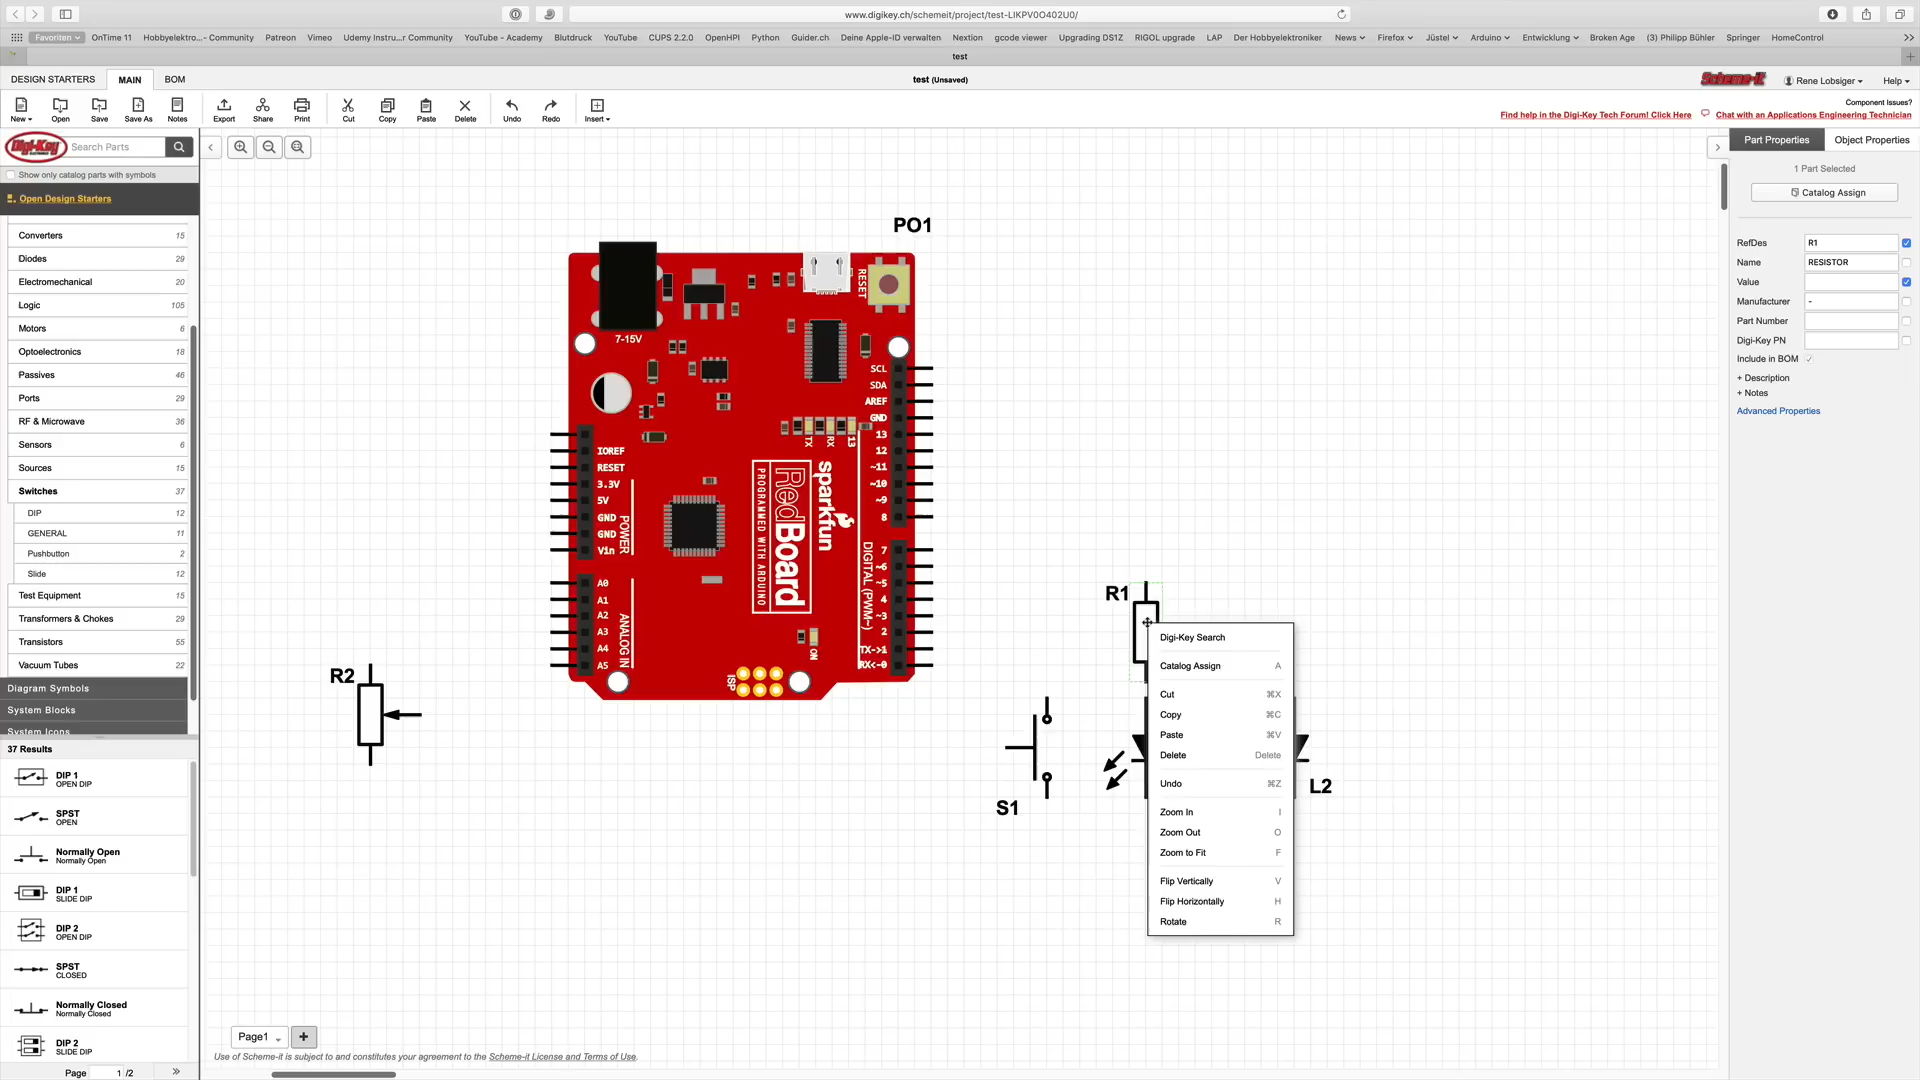 www.digikey.ch/schemeit/project/test-LIKPV0O402U0/
Favoriten
OnTime 11
Hobbyelektro...- Community
Patreon
Vimeo
Udemy Instru...r Community
YouTube - Academy
Blutdruck
YouTube
CUPS 2.2.0
OpenHPI
Python
Guider.ch
Deine Apple-ID verwalten
Nextion
gcode viewer
Upgrading DS1Z
RIGOL upgrade
LAP
Der Hobbyelektroniker
News
Firefox
Jüstel
Arduino
Entwicklung
Broken Age
(3) Philipp Bühler
Springer
HomeControl
test
DESIGN STARTERS
MAIN
BOM
test (Unsaved)
Scheme-it
Rene Lobsiger
Help
New
Open
Save
Save As
Notes
Export
Share
Print
Cut
Copy
Paste
Delete
Undo
Redo
Insert
Component Issues?
Find help in the Digi-Key Tech Forum! Click Here
Chat with an Applications Engineering Technician
Digi-Key
Search Parts
Show only catalog parts with symbols
Open Design Starters
Converters 15
Diodes 29
Electromechanical 20
Logic 105
Motors 6
Optoelectronics 18
Passives 46
Ports 29
RF & Microwave 36
Sensors 6
Sources 15
Switches 37
DIP 12
GENERAL 11
Pushbutton 2
Slide 12
Test Equipment 15
Transformers & Chokes 29
Transistors 55
Vacuum Tubes 22
Diagram Symbols
System Blocks
System Icons
37 Results
DIP 1
OPEN DIP
SPST
OPEN
Normally Open
Normally Open
DIP 1
SLIDE DIP
DIP 2
OPEN DIP
SPST
CLOSED
Normally Closed
Normally Closed
DIP 2
SLIDE DIP
Page 1 /2
PO1
RESET
7-15V
SCL
SDA
AREF
GND
13
12
~11
~10
~9
8
7
~6
~5
4
~3
2
TX->1
RX<-0
TX
RX
13
IOREF
RESET
3.3V
5V
GND
GND
Vin
POWER
A0
A1
A2
A3
A4
A5
ANALOG IN
DIGITAL (PWM~)
sparkfun
RedBoard
PROGRAMMED WITH ARDUINO
ON
ISP
R2
R1
S1
L2
Digi-Key Search
Catalog Assign A
Cut ⌘X
Copy ⌘C
Paste ⌘V
Delete Delete
Undo ⌘Z
Zoom In I
Zoom Out O
Zoom to Fit F
Flip Vertically V
Flip Horizontally H
Rotate R
Page1
Use of Scheme-it is subject to and constitutes your agreement to the Scheme-it License and Terms of Use.
Part Properties
Object Properties
1 Part Selected
Catalog Assign
RefDes R1
Name RESISTOR
Value
Manufacturer -
Part Number
Digi-Key PN
Include in BOM
+ Description
+ Notes
Advanced Properties